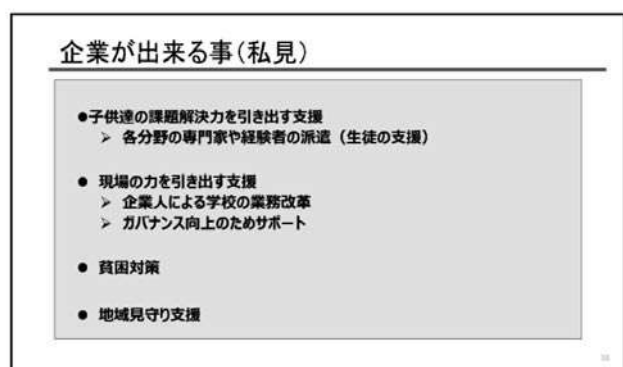 企業が出来る事(私見)
●子供達の課題解決力を引き出す支援
➢ 各分野の専門家や経験者の派遣（生徒の支援）
● 現場の力を引き出す支援
➢ 企業人による学校の業務改革
➢ ガバナンス向上のためサポート
● 貧困対策
● 地域見守り支援